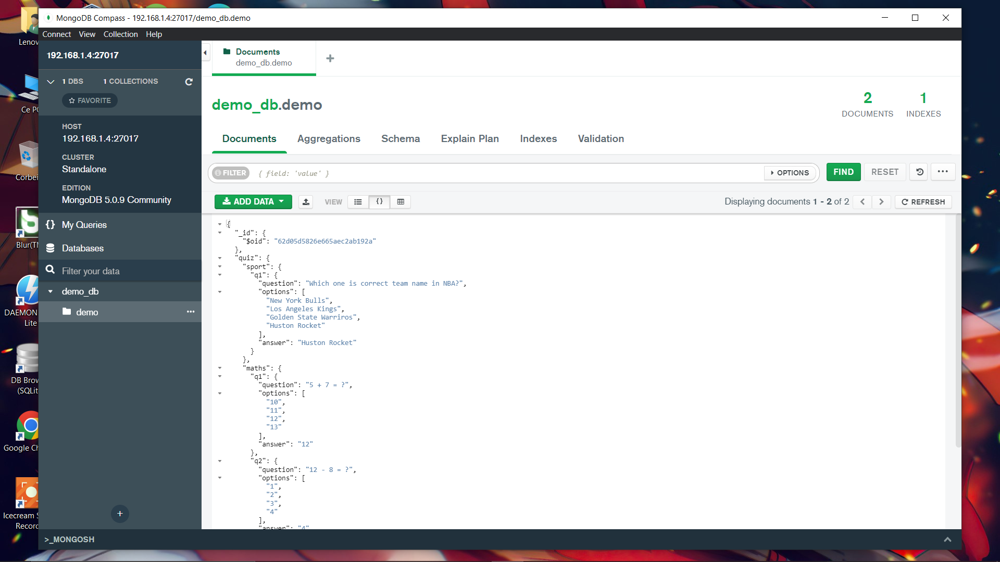 MongoDB Compass - 192.168.1.4:27017/demo_db.demo
Connect View Collection Help
192.168.1.4:27017
1 DBS 1 COLLECTIONS
FAVORITE
HOST
192.168.1.4:27017
CLUSTER
Standalone
EDITION
MongoDB 5.0.9 Community
{} My Queries
Databases
Filter your data
demo_db
demo
Documents
demo_db.demo
demo_db.demo
2
DOCUMENTS
1
INDEXES
Documents Aggregations Schema Explain Plan Indexes Validation
FILTER { field: 'value' } OPTIONS FIND RESET
ADD DATA VIEW {} Displaying documents 1 - 2 of 2 REFRESH
{
"_id": {
"$oid": "62d05d5826e665aec2ab192a"
},
"quiz": {
"sport": {
"q1": {
"question": "Which one is correct team name in NBA?",
"options": [
"New York Bulls",
"Los Angeles Kings",
"Golden State Warriros",
"Huston Rocket"
],
"answer": "Huston Rocket"
}
},
"maths": {
"q1": {
"question": "5 + 7 = ?",
"options": [
"10",
"11",
"12",
"13"
],
"answer": "12"
},
"q2": {
"question": "12 - 8 = ?",
"options": [
"1",
"2",
"3",
"4"
],
"answer": "4"
>_MONGOSH
Lenov
Ce PC
Corbei
Blur(T
DAEMON
Lite
DB Brow
(SQLit
Google Ch
Icecream S
Record